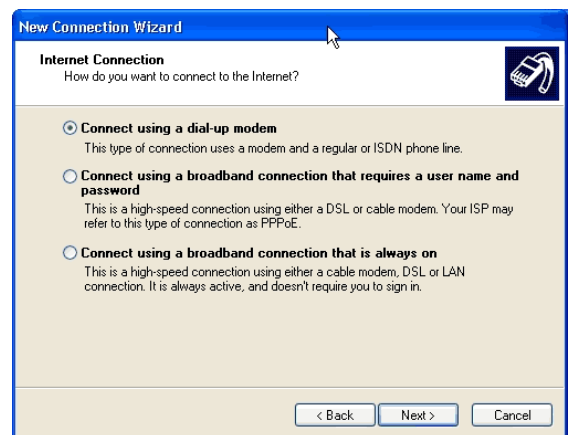 New Connection Wizard
Internet Connection
How do you want to connect to the Internet?
Connect using a dial-up modem
This type of connection uses a modem and a regular or ISDN phone line.
Connect using a broadband connection that requires a user name and
password
This is a high-speed connection using either a DSL or cable modem. Your ISP may
refer to this type of connection as PPPoE.
Connect using a broadband connection that is always on
This is a high-speed connection using either a cable modem, DSL or LAN
connection. It is always active, and doesn't require you to sign in.
< Back Next > Cancel